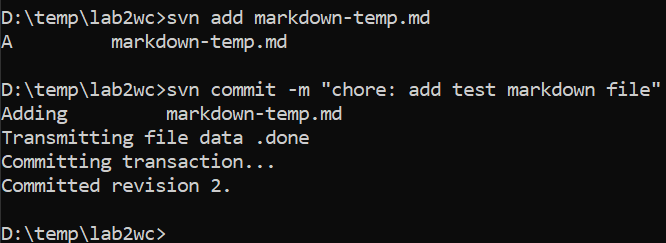 D:\temp\lab2wc>svn add markdown-temp.md
A         markdown-temp.md
D:\temp\lab2wc>svn commit -m "chore: add test markdown file"
Adding         markdown-temp.md
Transmitting file data .done
Committing transaction...
Committed revision 2.
D:\temp\lab2wc>